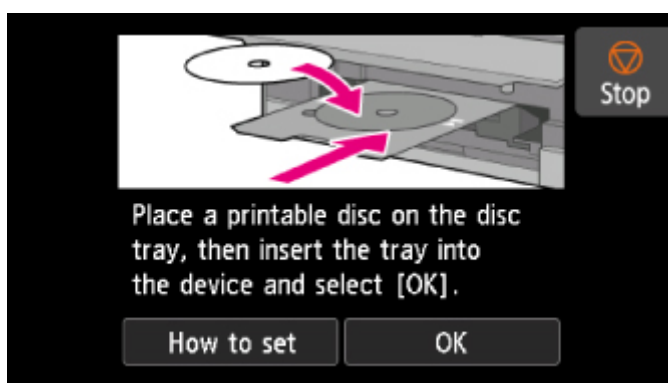 Stop
Place a printable disc on the disc
tray, then insert the tray into
the device and select [OK].
How to set
OK